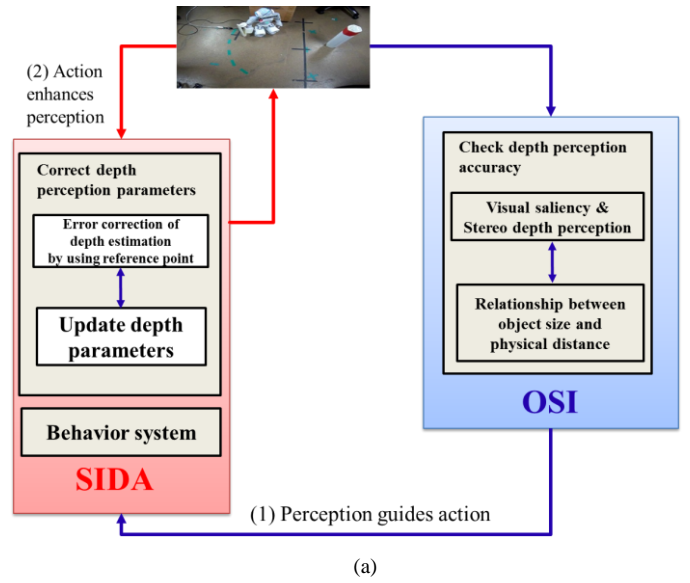 (2) Action
enhances
perception
Correct depth
perception parameters
Error correction of
depth estimation
by using reference point
Update depth
parameters
Behavior system
SIDA
Check depth perception
accuracy
Visual saliency &
Stereo depth perception
Relationship between
object size and
physical distance
OSI
(1) Perception guides action
(a)